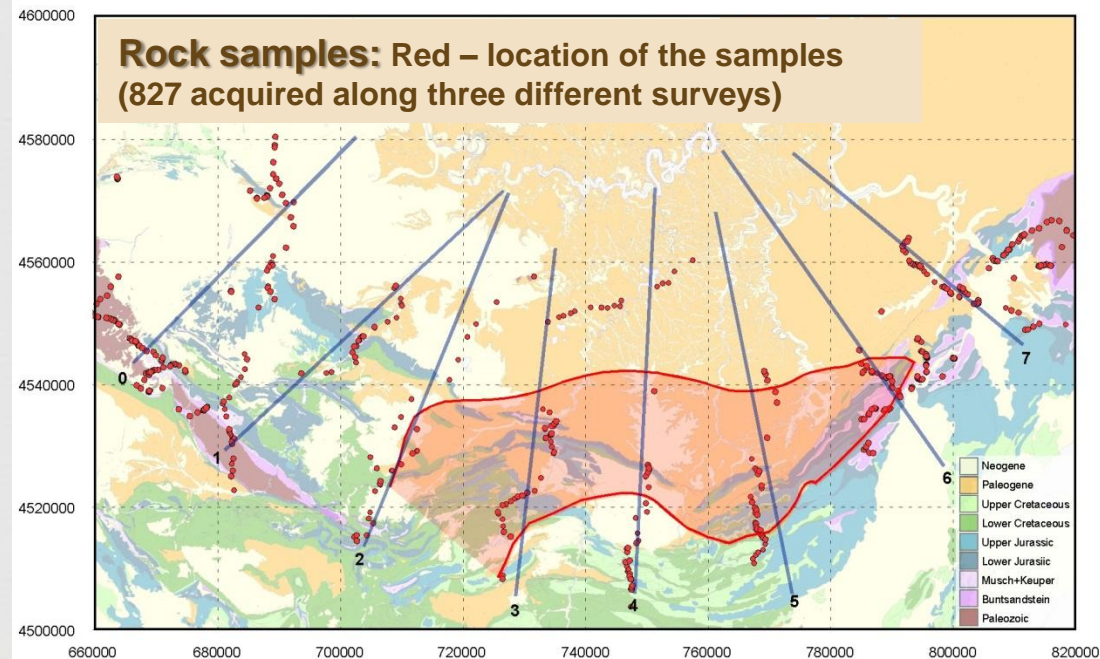 Rock samples: Red – location of the samples
(827 acquired along three different surveys)
4600000
4580000
4560000
4540000
4520000
4500000
660000 680000 700000 720000 740000 760000 780000 800000 820000
0
1
2
3
4
5
6
7
Neogene
Paleogene
Upper Cretaceous
Lower Cretaceous
Upper Jurassic
Lower Jurasiic
Musch+Keuper
Buntsandstein
Paleozoic